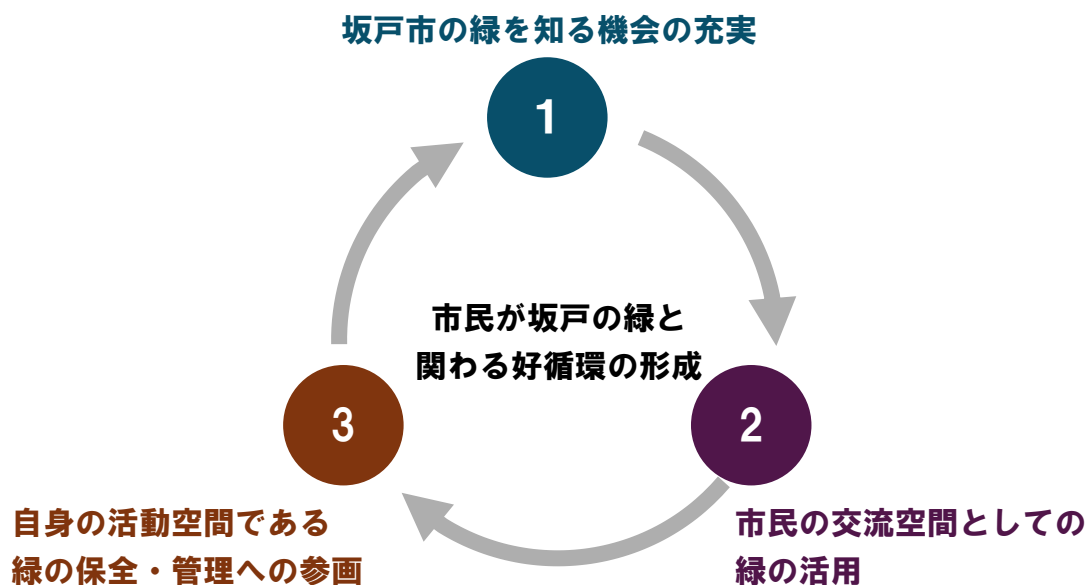 坂戸市の緑を知る機会の充実
1
市民が坂戸の緑と
関わる好循環の形成
3
2
自身の活動空間である
緑の保全・管理への参画
市民の交流空間としての
緑の活用